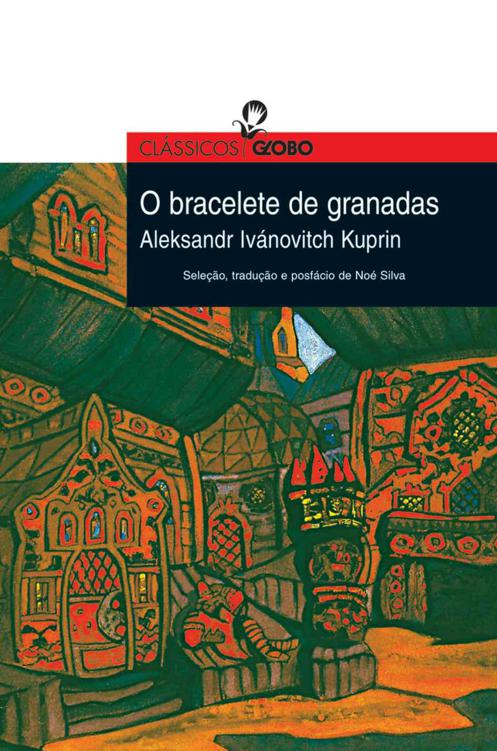 CLÁSSICOS GLOBO
O bracelete de granadas
Aleksandr Ivánovitch Kuprin
Seleção, tradução e posfácio de Noé Silva